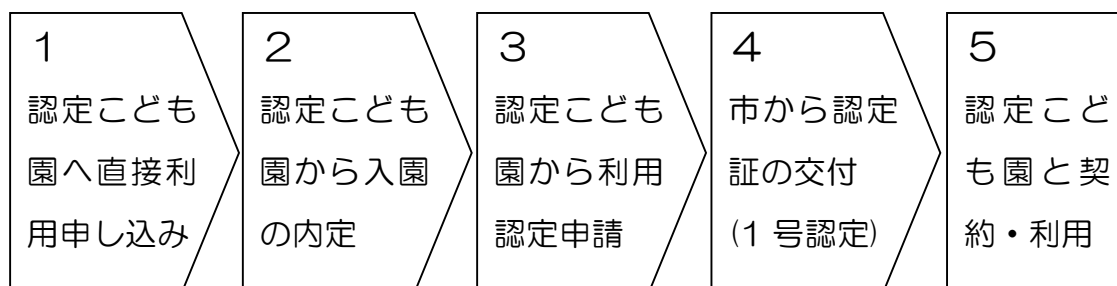 1
認定こども
園へ直接利
用申し込み
2
認定こども
園から入園
の内定
3
認定こども
園から利用
認定申請
4
市から認定
証の交付
(1号認定)
5
認定こど
も園と契
約・利用